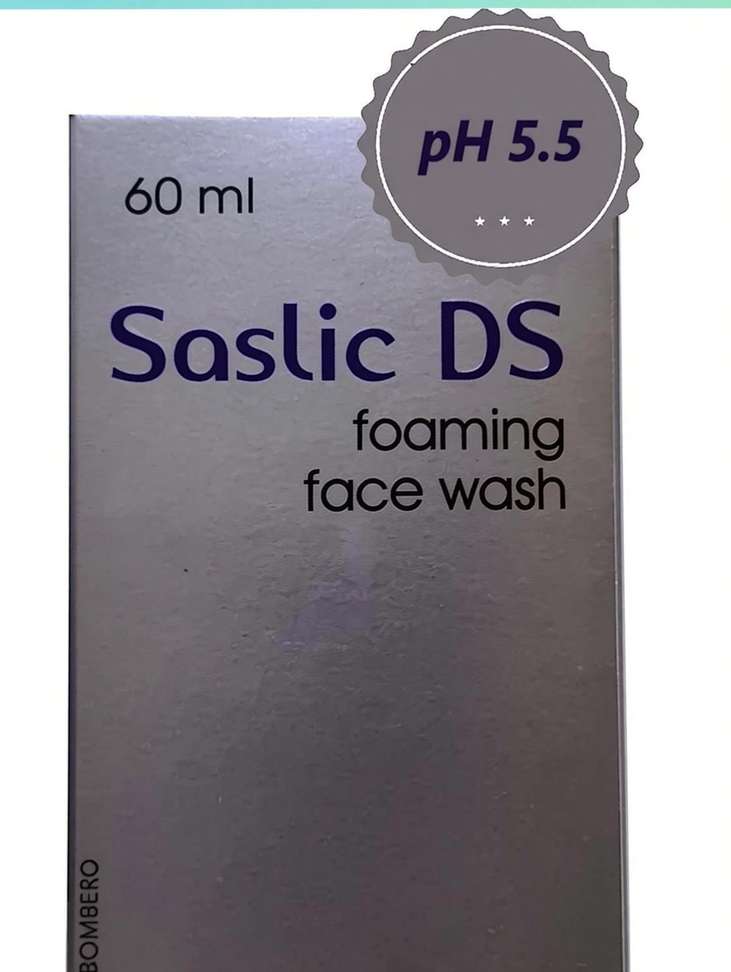 pH 5.5
60 ml
Saslic DS
foaming
face wash
BOMBERO